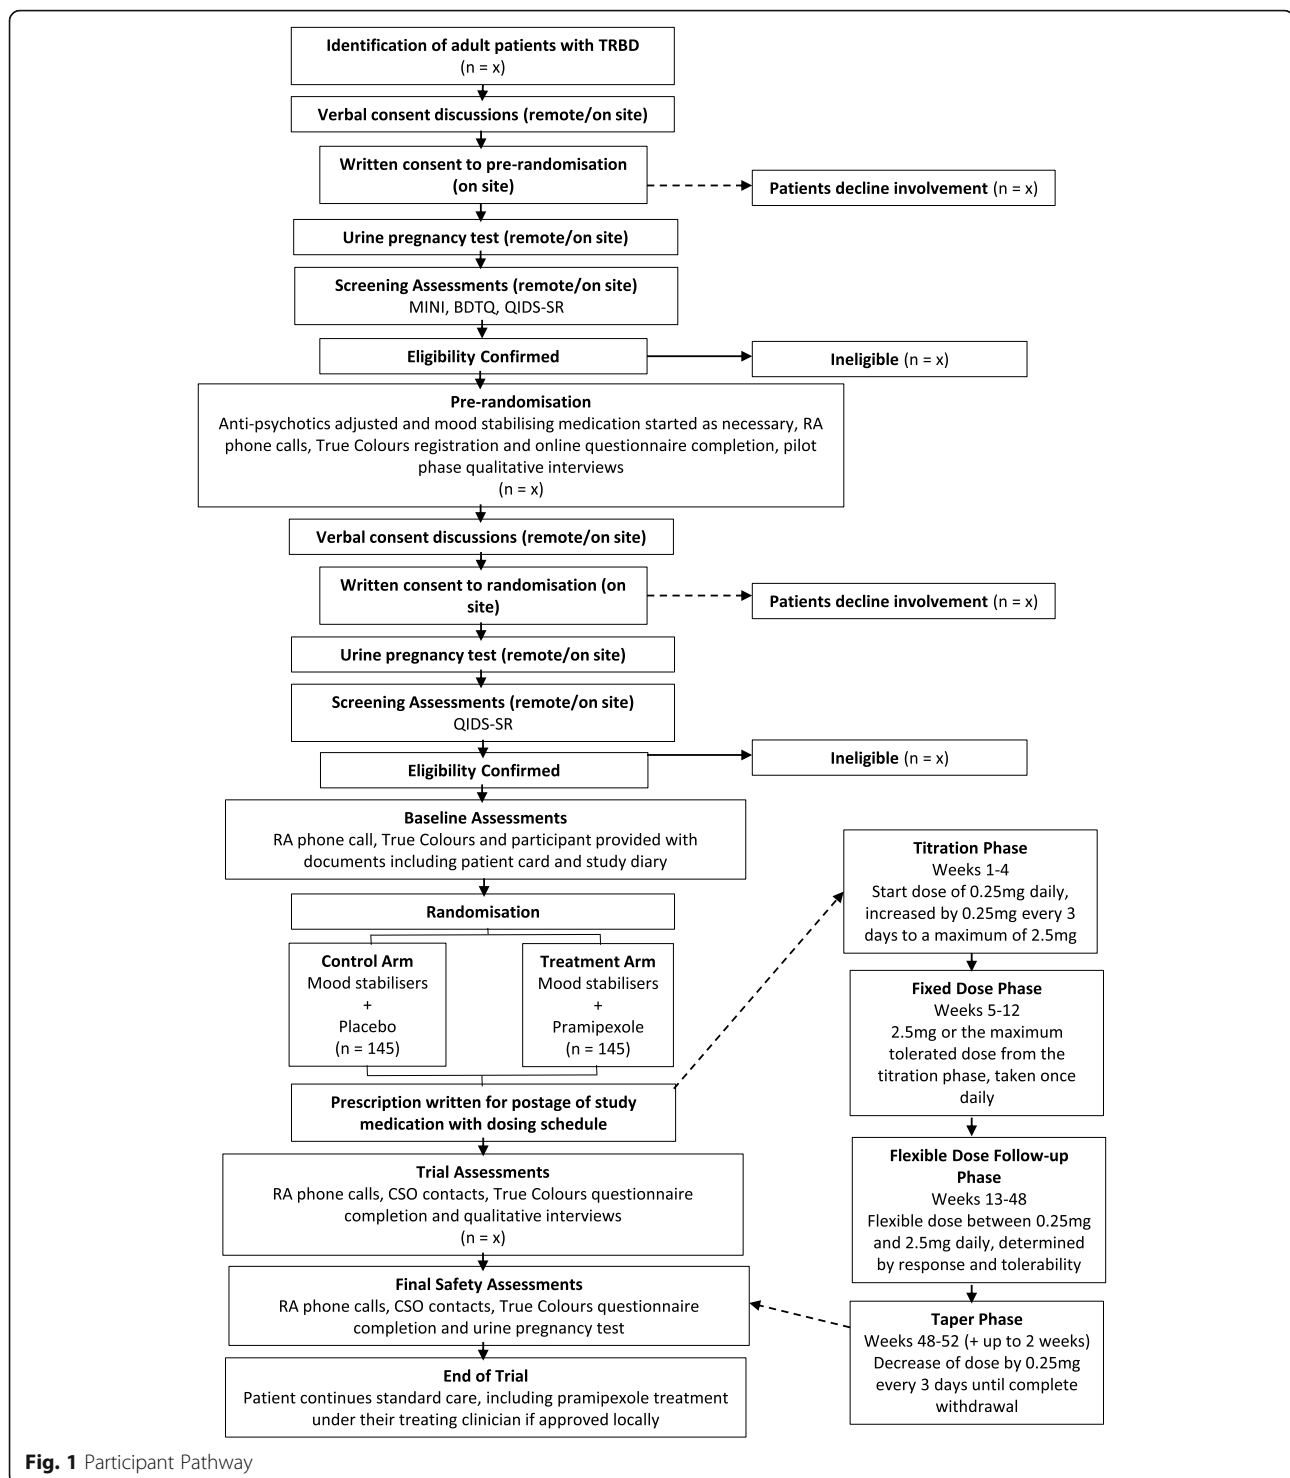 Identification of adult patients with TRBD
(n = x)
Verbal consent discussions (remote/on site)
Written consent to pre-randomisation
(on site)
Patients decline involvement (n = x)
Urine pregnancy test (remote/on site)
Screening Assessments (remote/on site)
MINI, BDTQ, QIDS-SR
Eligibility Confirmed
Ineligible (n = x)
Pre-randomisation
Anti-psychotics adjusted and mood stabilising medication started as necessary, RA
phone calls, True Colours registration and online questionnaire completion, pilot
phase qualitative interviews
(n = x)
Verbal consent discussions (remote/on site)
Written consent to randomisation (on
site)
Patients decline involvement (n = x)
Urine pregnancy test (remote/on site)
Screening Assessments (remote/on site)
QIDS-SR
Eligibility Confirmed
Ineligible (n = x)
Baseline Assessments
RA phone call, True Colours and participant provided with
documents including patient card and study diary
Randomisation
Control Arm
Mood stabilisers
+
Placebo
(n = 145)
Treatment Arm
Mood stabilisers
+
Pramipexole
(n = 145)
Prescription written for postage of study
medication with dosing schedule
Titration Phase
Weeks 1-4
Start dose of 0.25mg daily,
increased by 0.25mg every 3
days to a maximum of 2.5mg
Fixed Dose Phase
Weeks 5-12
2.5mg or the maximum
tolerated dose from the
titration phase, taken once
daily
Flexible Dose Follow-up
Phase
Weeks 13-48
Flexible dose between 0.25mg
and 2.5mg daily, determined
by response and tolerability
Taper Phase
Weeks 48-52 (+ up to 2 weeks)
Decrease of dose by 0.25mg
every 3 days until complete
withdrawal
Trial Assessments
RA phone calls, CSO contacts, True Colours questionnaire
completion and qualitative interviews
(n = x)
Final Safety Assessments
RA phone calls, CSO contacts, True Colours questionnaire
completion and urine pregnancy test
End of Trial
Patient continues standard care, including pramipexole treatment
under their treating clinician if approved locally
Fig. 1 Participant Pathway